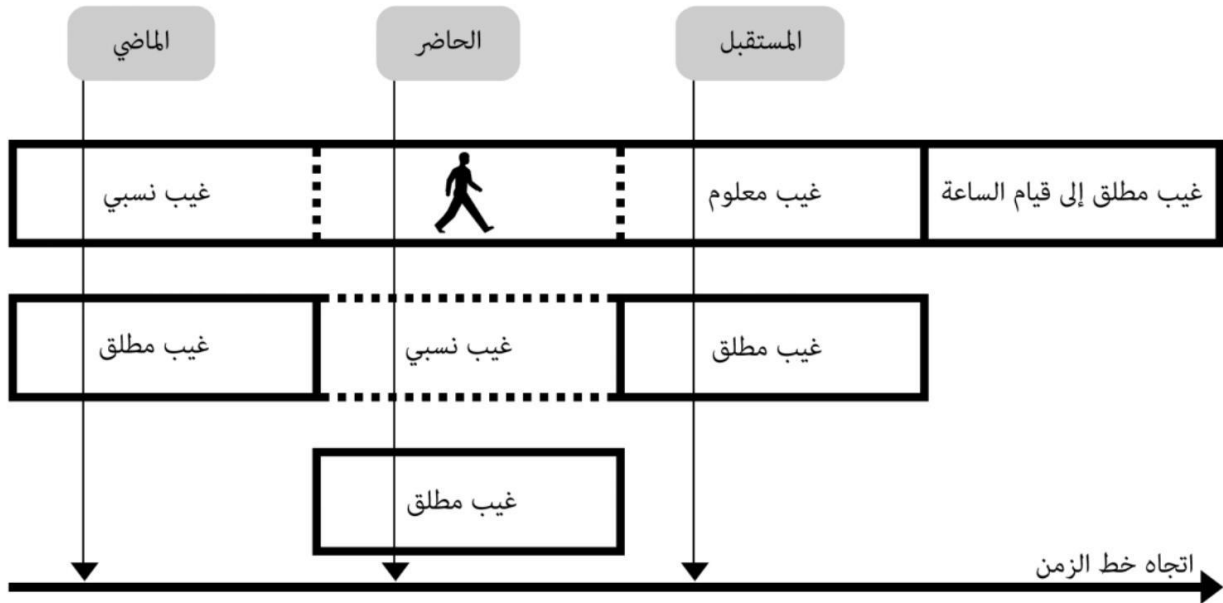 الماضي
الحاضر
المستقبل
غيب نسبي
غيب معلوم
غيب مطلق إلى قيام الساعة
غيب مطلق
غيب نسبي
غيب مطلق
غيب مطلق
اتجاه خط الزمن